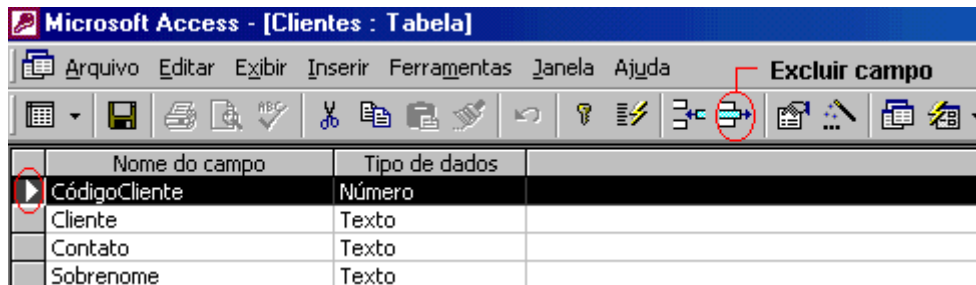 Microsoft Access - [Clientes : Tabela]
Arquivo Editar Exibir Inserir Ferramentas Janela Ajuda
Excluir campo
ABC
Nome do campo Tipo de dados
CódigoCliente Número
Cliente Texto
Contato Texto
Sobrenome Texto